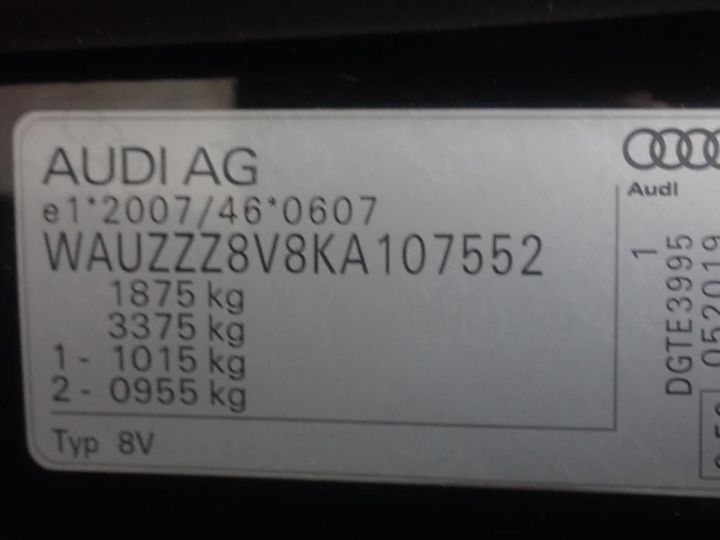 AUDI AG
e1*2007/46*0607
WAUZZZ8V8KA107552
1875 kg
3375 kg
1- 1015 kg
2- 0955 kg
Typ 8V
Audi
1
DGTE3995
052019